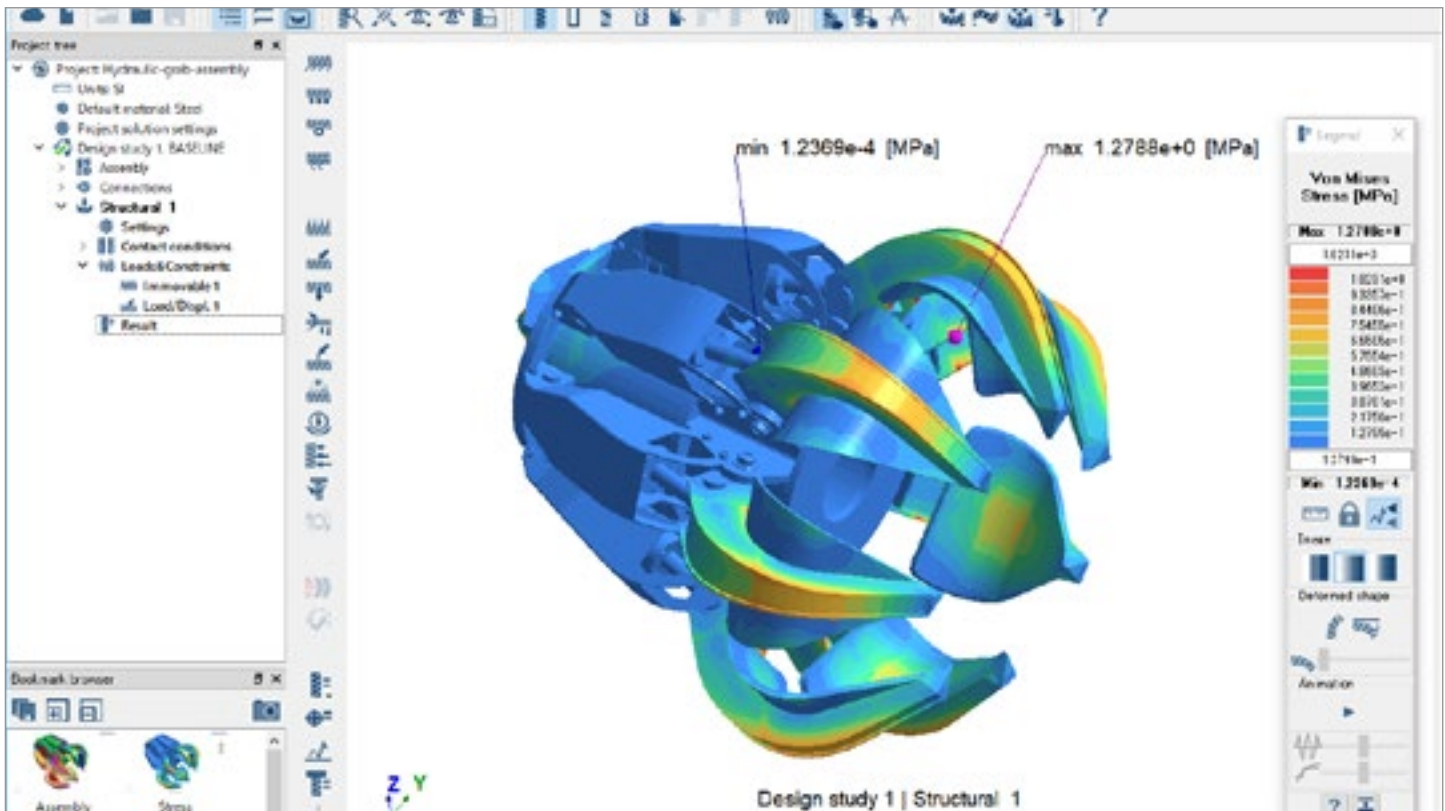 Project tree
Project: Hydraulic-grab-assembly
Units: SI
Default material: Steel
Project solution settings
Design study 1. BASELINE
Assembly
Connections
Structural 1
Settings
Contact conditions
Loads&Constraints
Immovable 1
Load/Displ. 1
Result
Bookmark browser
Assembly
Stress
min 1.2369e-4 [MPa]
max 1.2788e+0 [MPa]
Z Y
Design study 1 | Structural 1
Legend
Von Mises
Stress [MPa]
Max 1.2788e+0
Min 1.2369e-4
Image
Deformed shape
Animation